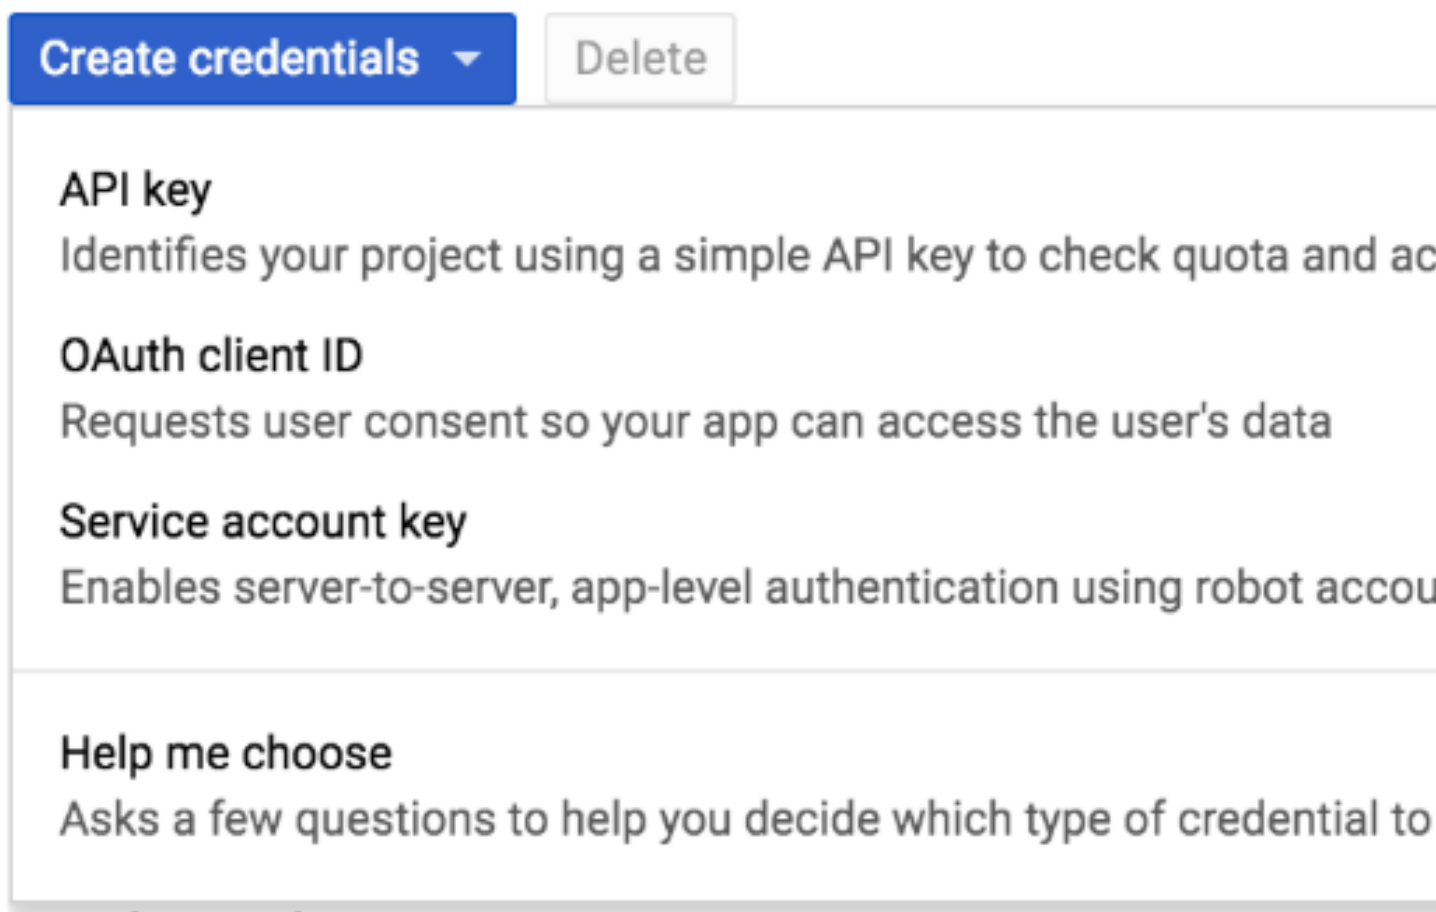 Create credentials Delete
API key
Identifies your project using a simple API key to check quota and ac
OAuth client ID
Requests user consent so your app can access the user's data
Service account key
Enables server-to-server, app-level authentication using robot accou
Help me choose
Asks a few questions to help you decide which type of credential to